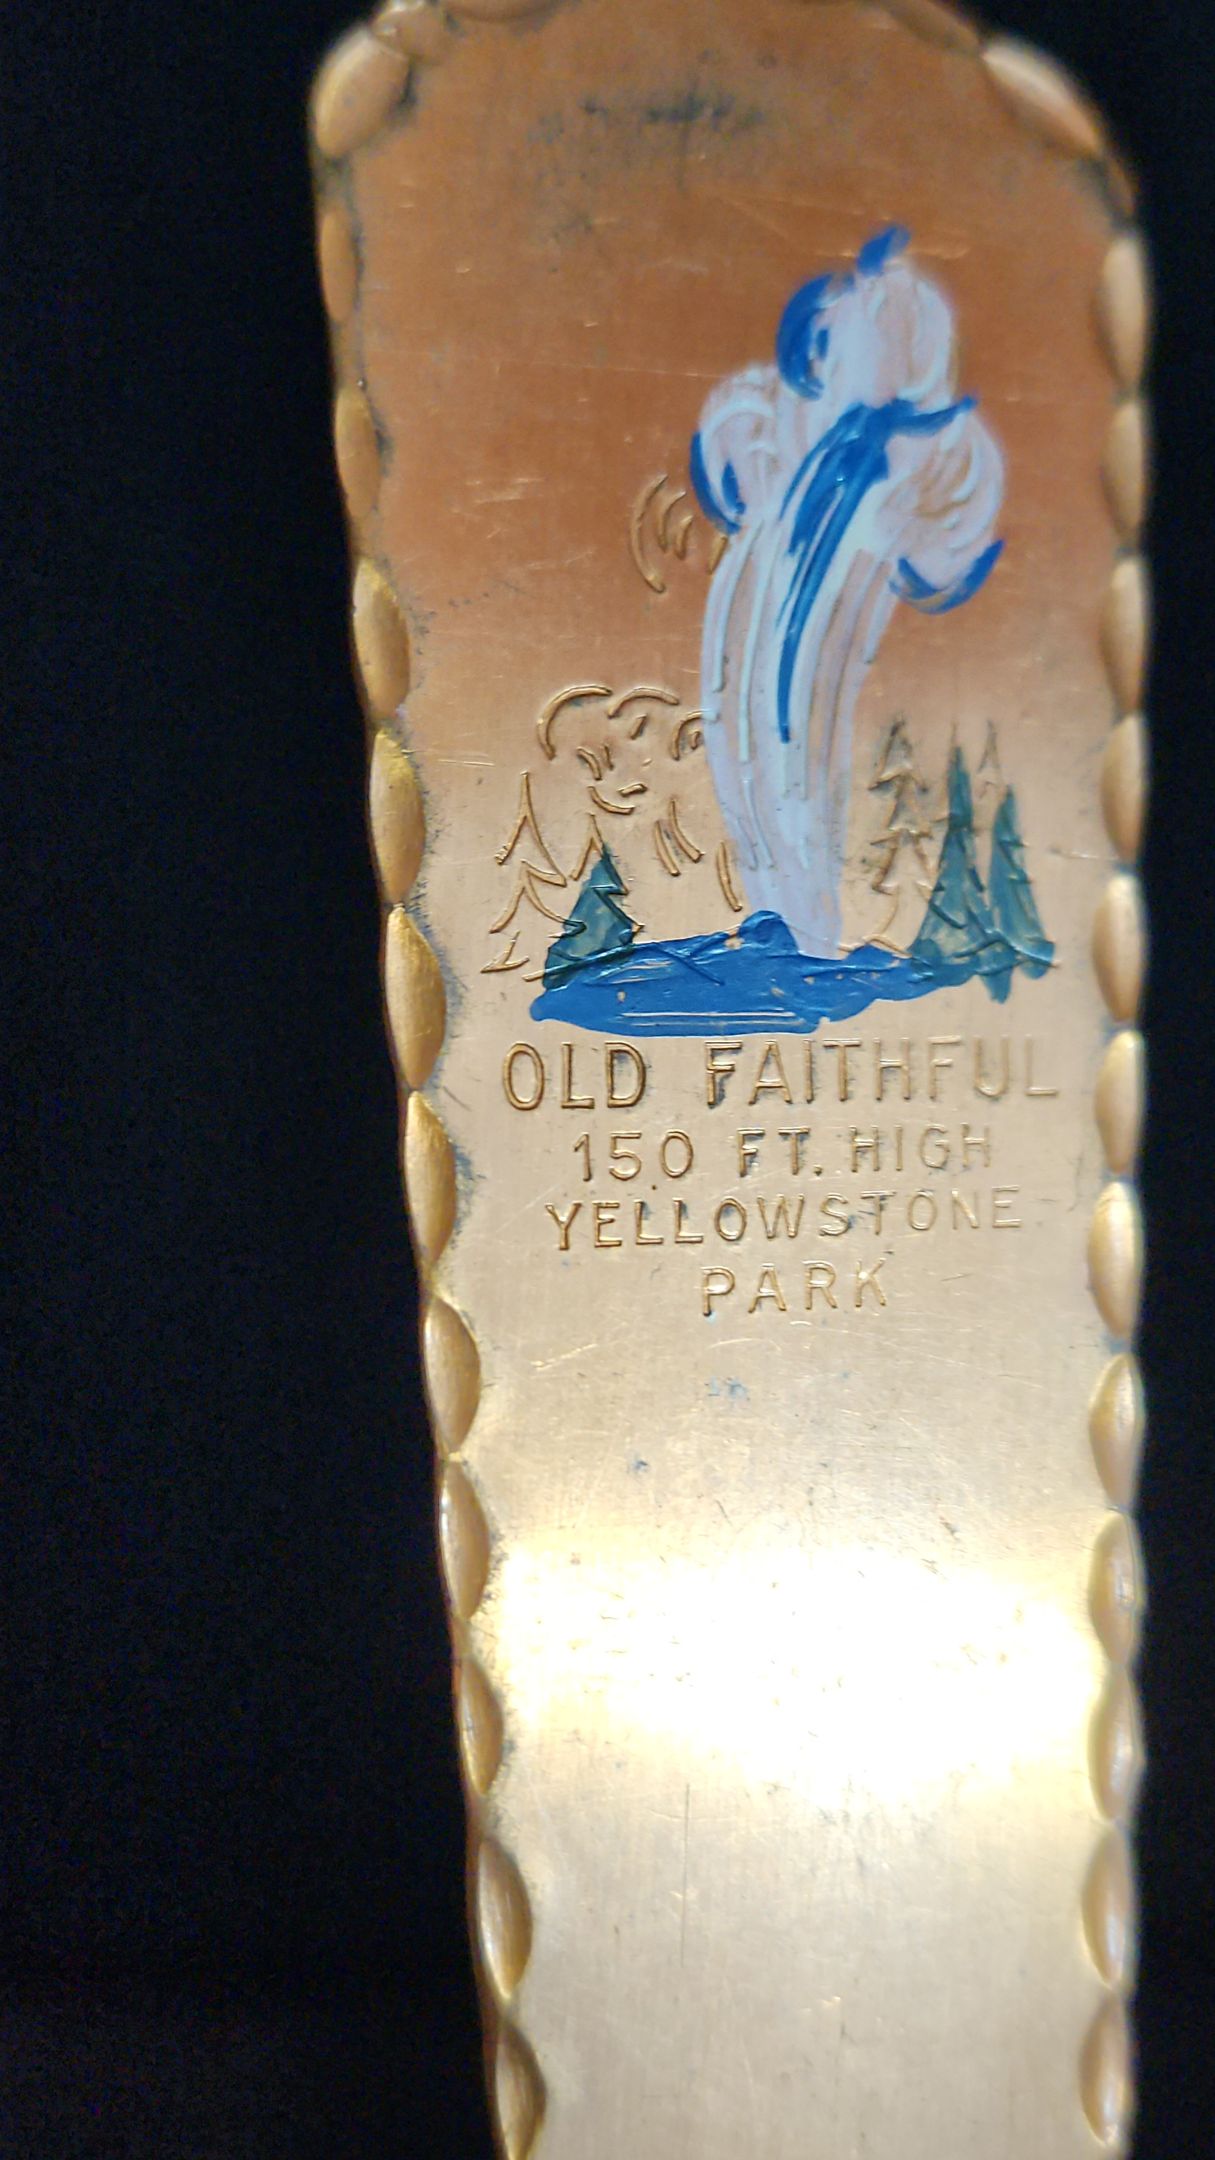 OLD FAITHFUL
150 FT. HIGH
YELLOWSTONE
PARK